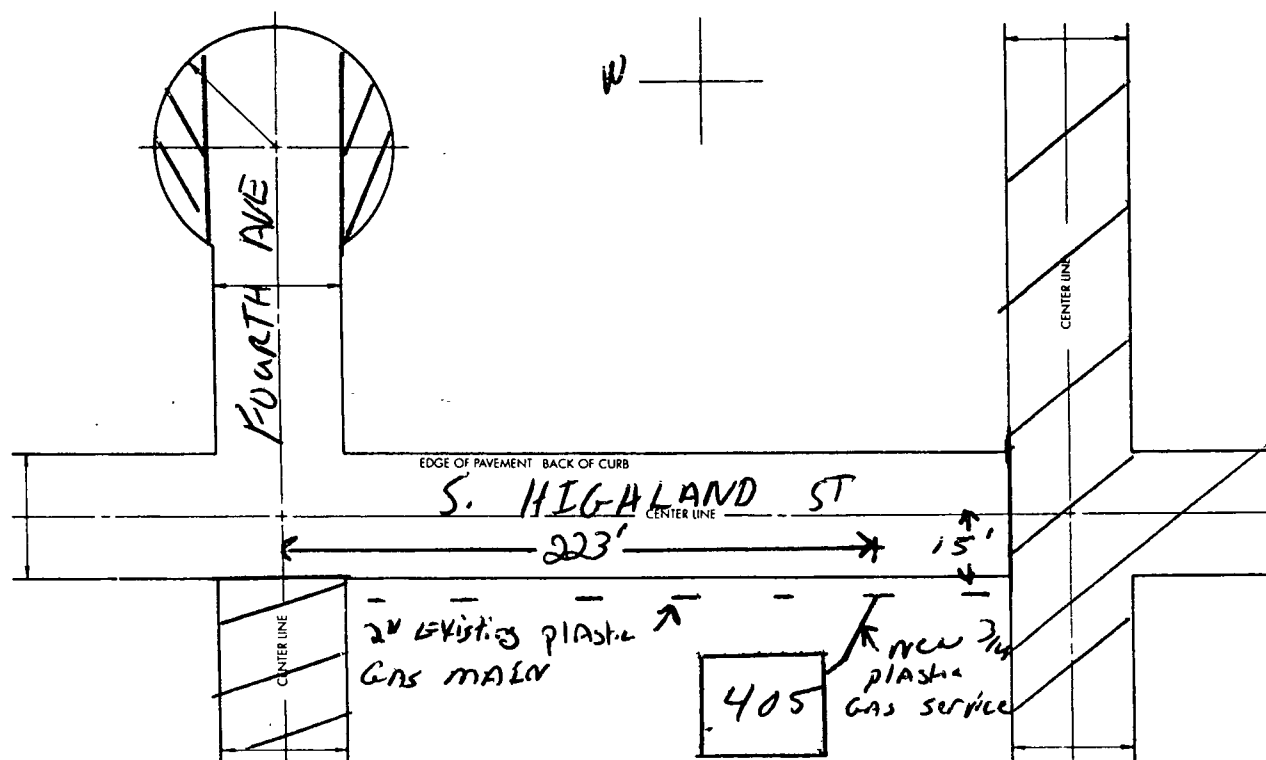 W
FOURTH AVE
CENTER LINE
EDGE OF PAVEMENT BACK OF CURB
S. HIGHLAND ST
CENTER LINE
223'
15'
CENTER LINE
2" Existing plastic
GAS MAIN
405
New 3/4
plastic
GAS Service